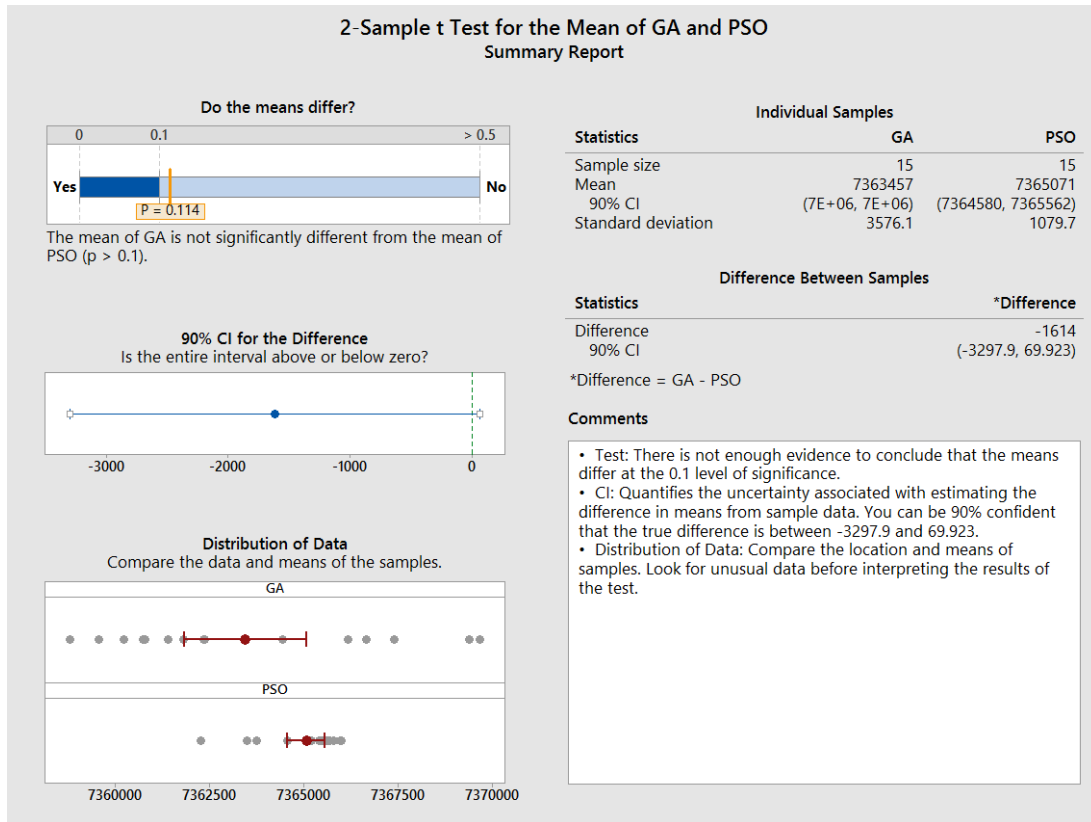 2-Sample t Test for the Mean of GA and PSO
Summary Report
Do the means differ?
0 0.1 > 0.5
Yes No
P = 0.114
The mean of GA is not significantly different from the mean of
PSO (p > 0.1).
90% CI for the Difference
Is the entire interval above or below zero?
-3000 -2000 -1000 0
Distribution of Data
Compare the data and means of the samples.
GA
PSO
7360000 7362500 7365000 7367500 7370000
Individual Samples
Statistics GA PSO
Sample size 15 15
Mean 7363457 7365071
90% CI (7E+06, 7E+06) (7364580, 7365562)
Standard deviation 3576.1 1079.7
Difference Between Samples
Statistics *Difference
Difference -1614
90% CI (-3297.9, 69.923)
*Difference = GA - PSO
Comments
• Test: There is not enough evidence to conclude that the means
differ at the 0.1 level of significance.
• CI: Quantifies the uncertainty associated with estimating the
difference in means from sample data. You can be 90% confident
that the true difference is between -3297.9 and 69.923.
• Distribution of Data: Compare the location and means of
samples. Look for unusual data before interpreting the results of
the test.